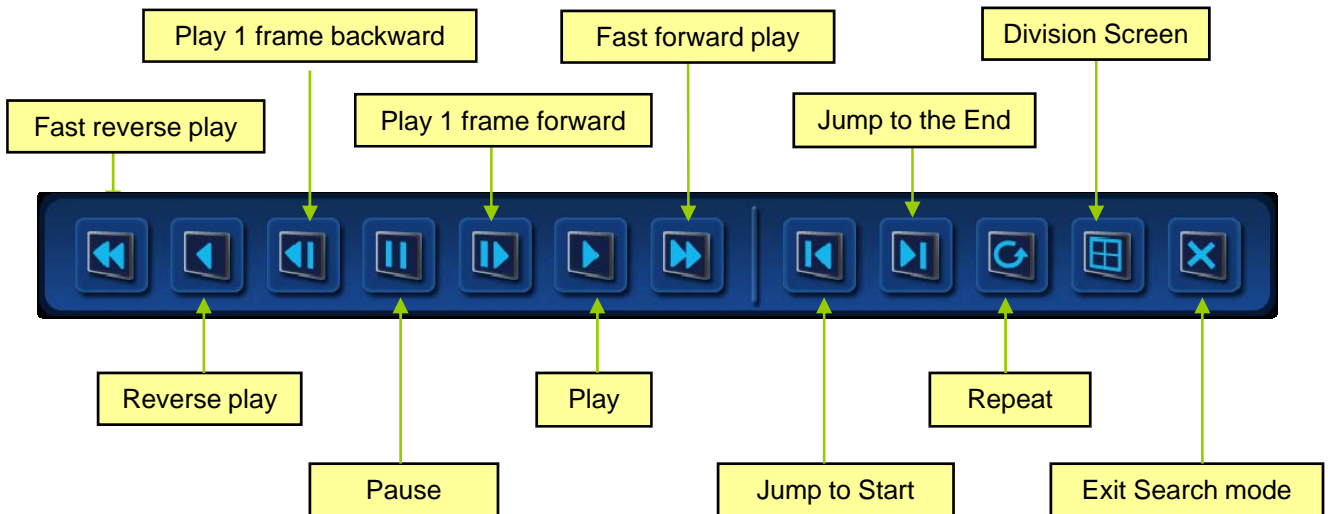 Play 1 frame backward
Fast forward play
Division Screen
Fast reverse play
Play 1 frame forward
Jump to the End
Reverse play
Play
Repeat
Pause
Jump to Start
Exit Search mode